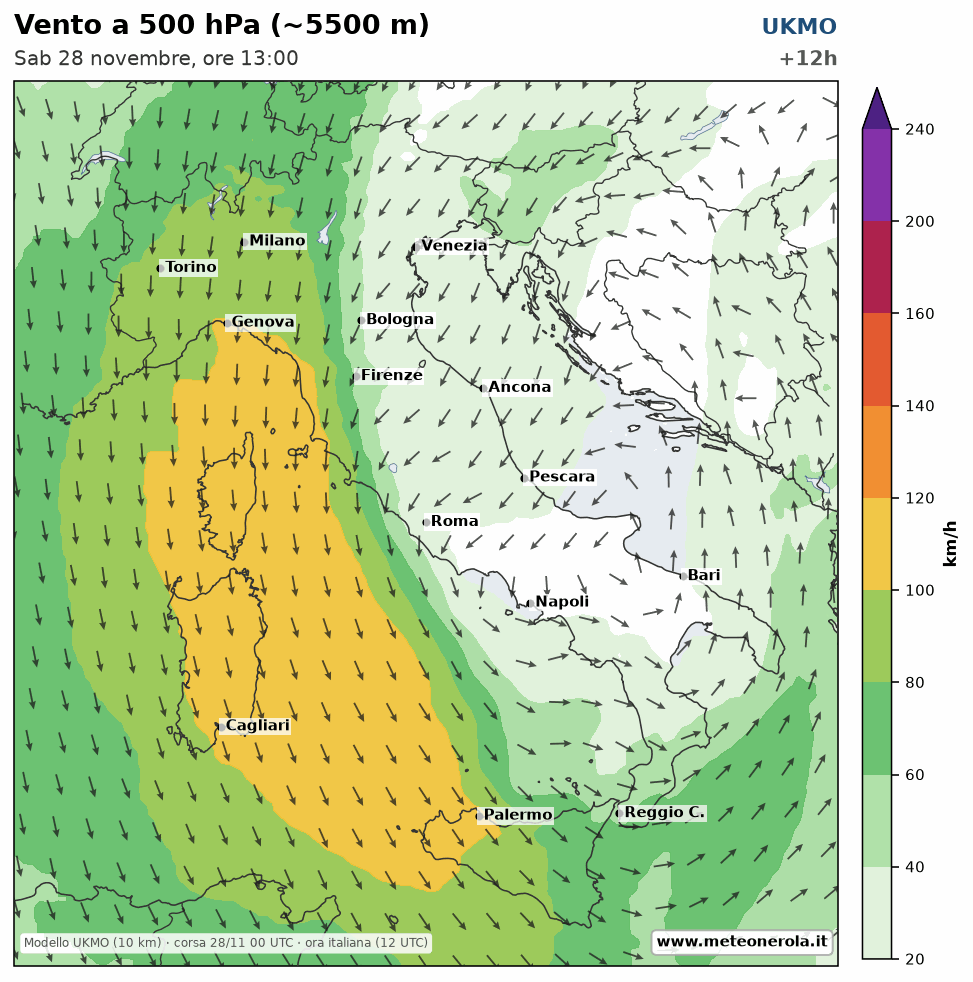 Vento a 500 hPa (~5500 m)
UKMO
Sab 28 novembre, ore 13:00
+12h
240
200
160
140
120
100
80
60
40
20
km/h
Milano
Venezia
Torino
Genova
Bologna
Firenze
Ancona
Pescara
Roma
Bari
Napoli
Cagliari
Palermo
Reggio C.
Modello UKMO (10 km) · corsa 28/11 00 UTC · ora italiana (12 UTC)
www.meteonerola.it